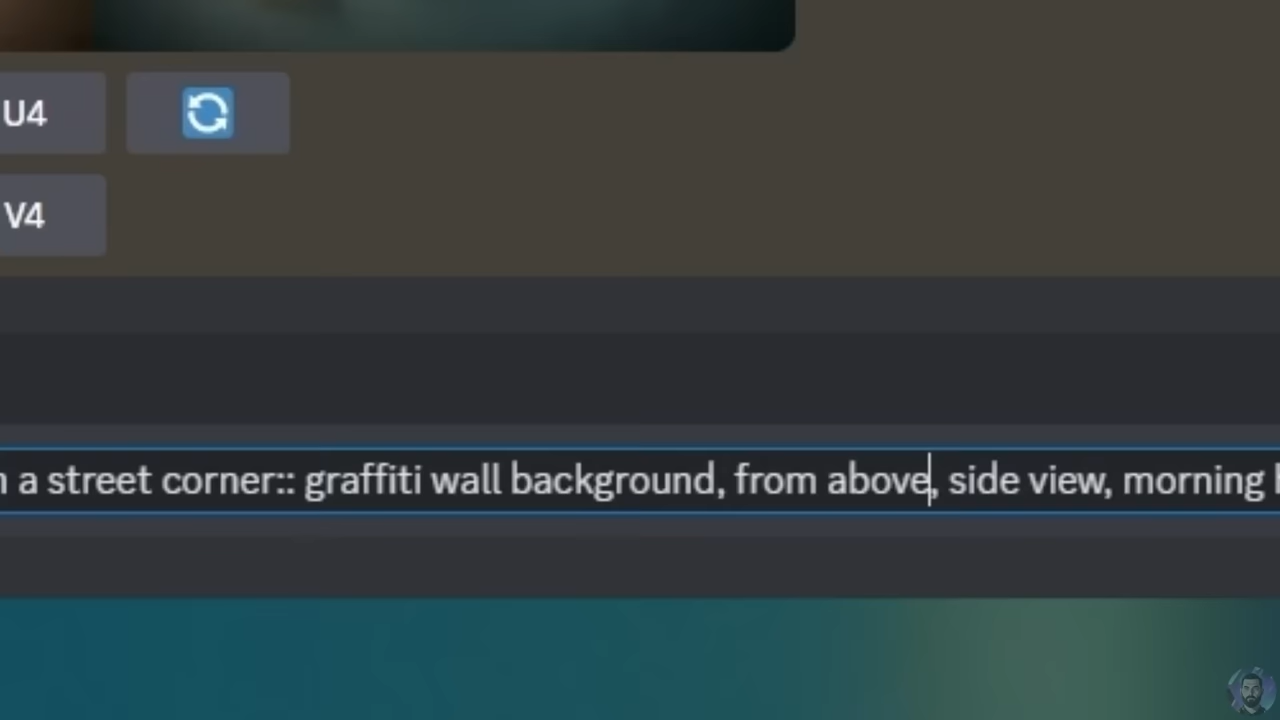 U4
V4
a street corner:: graffiti wall background, from above, side view, morning